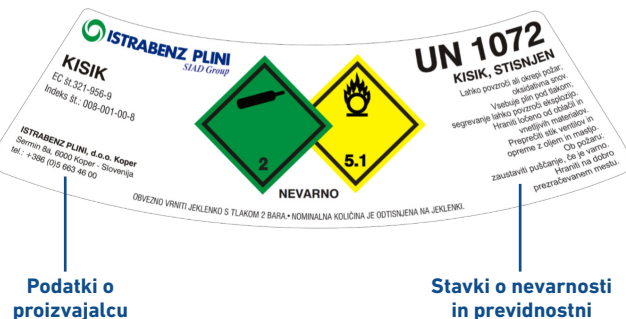 ISTRABENZ PLINI
SIAD Group
KISIK
EC št.321-956-9
Indeks št.: 008-001-00-8
ISTRABENZ PLINI, d.o.o. Koper
Sermin 8a, 6000 Koper - Slovenija
tel.: +386 (0)5 663 46 00
2
5.1
NEVARNO
OBVEZNO VRNITI JEKLENKO S TLAKOM 2 BARA.• NOMINALNA KOLIČINA JE ODTISNJENA NA JEKLENKI.
UN 1072
KISIK, STISNJEN
Lahko povzroči ali okrepi požar;
oksidativna snov.
Vsebuje plin pod tlakom;
segrevanje lahko povzroči eksplozijo.
Hraniti ločeno od oblačil in
vnetljivih materialov.
Preprečiti stik ventilov in
opreme z oljem in mastjo.
Ob požaru:
zaustaviti puščanje, če je varno.
Hraniti na dobro
prezračevanem mestu.
Podatki o
proizvajalcu
Stavki o nevarnosti
in previdnostni